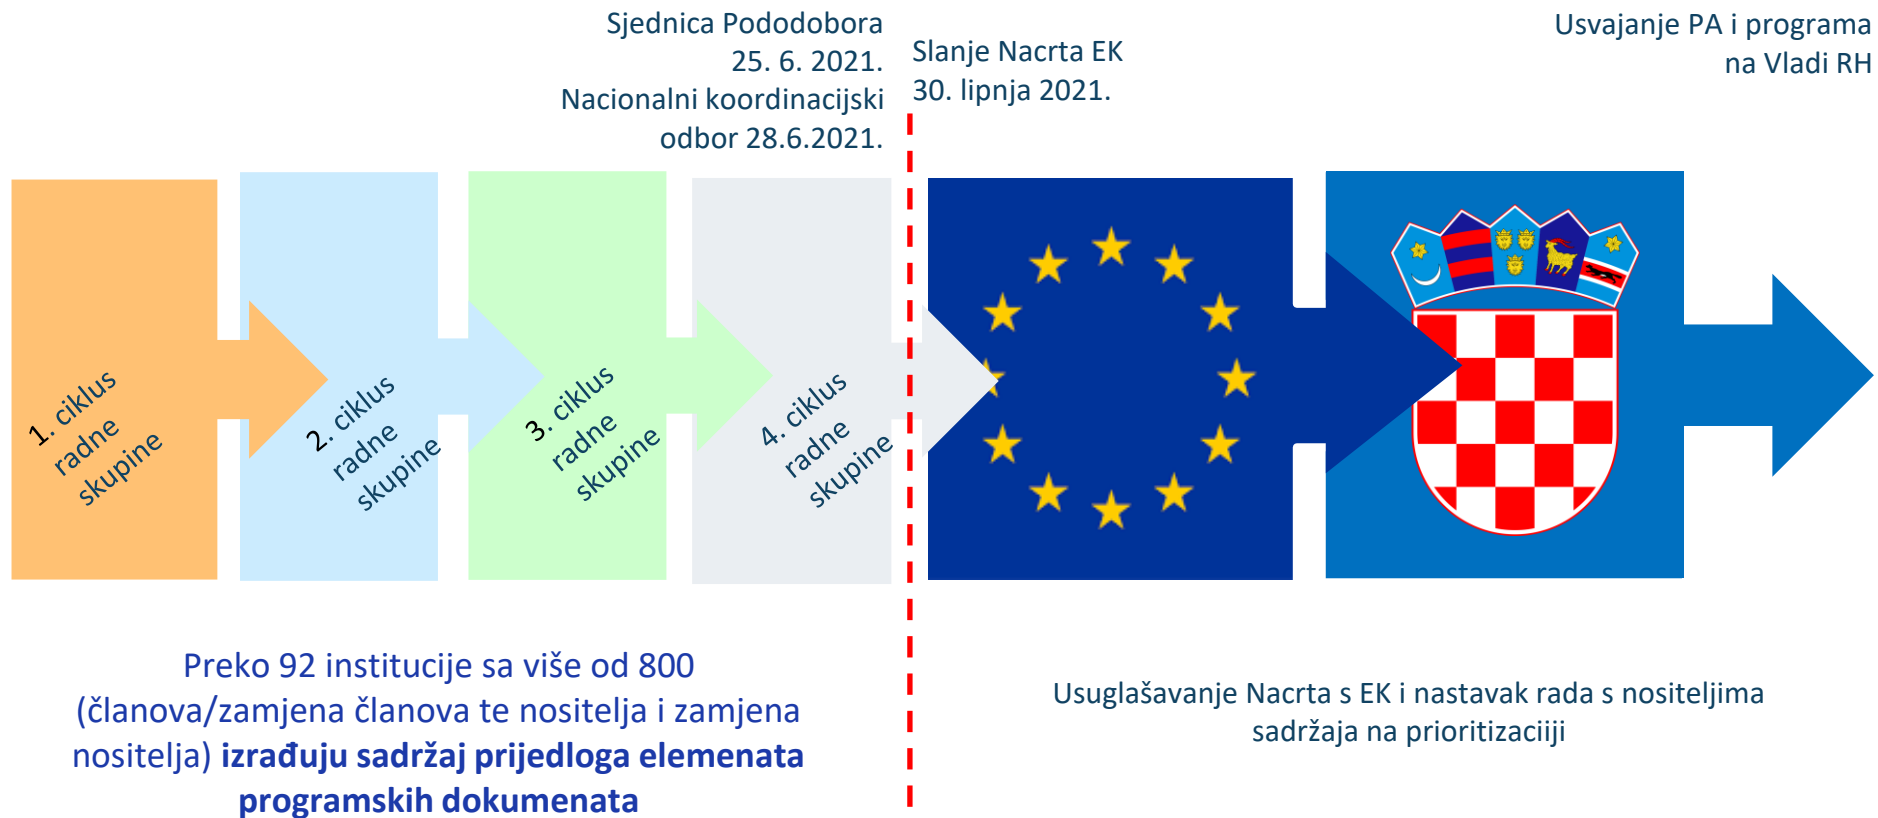 Sjednica Pododobora
25. 6. 2021.
Nacionalni koordinacijski
odbor 28.6.2021.
Slanje Nacrta EK
30. lipnja 2021.
Usvajanje PA i programa
na Vladi RH
1. ciklus
radne
skupine
2. ciklus
radne
skupine
3. ciklus
radne
skupine
4. ciklus
radne
skupine
Preko 92 institucije sa više od 800
(članova/zamjena članova te nositelja i zamjena
nositelja) izrađuju sadržaj prijedloga elemenata
programskih dokumenata
Usuglašavanje Nacrta s EK i nastavak rada s nositeljima
sadržaja na prioritizaciiji